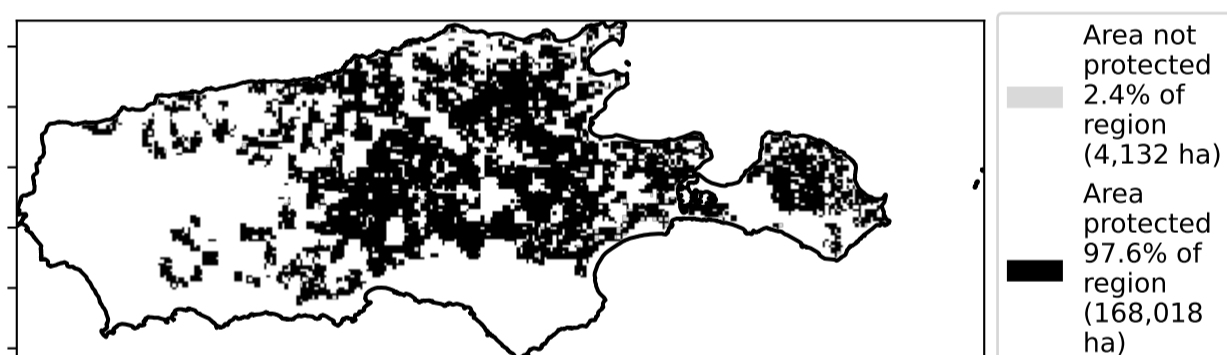 Area not
protected
2.4% of
region
(4,132 ha)
Area
protected
97.6% of
region
(168,018
ha)